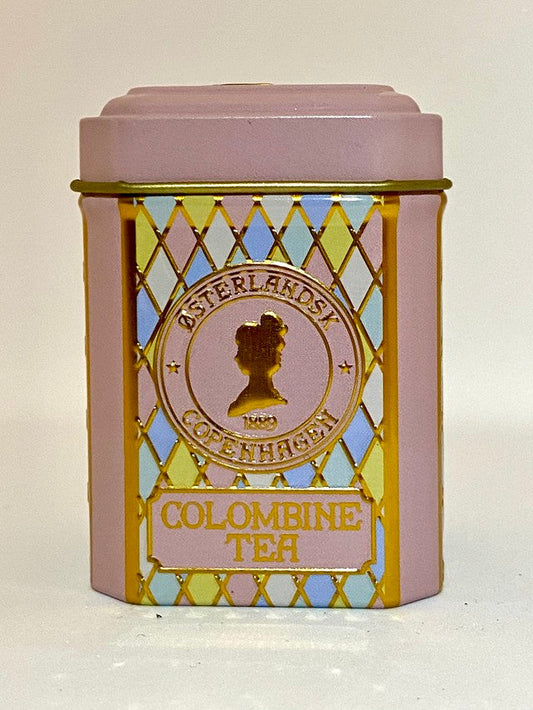 ØSTERLANDSK
1889
COPENHAGEN
COLOMBINE
TEA